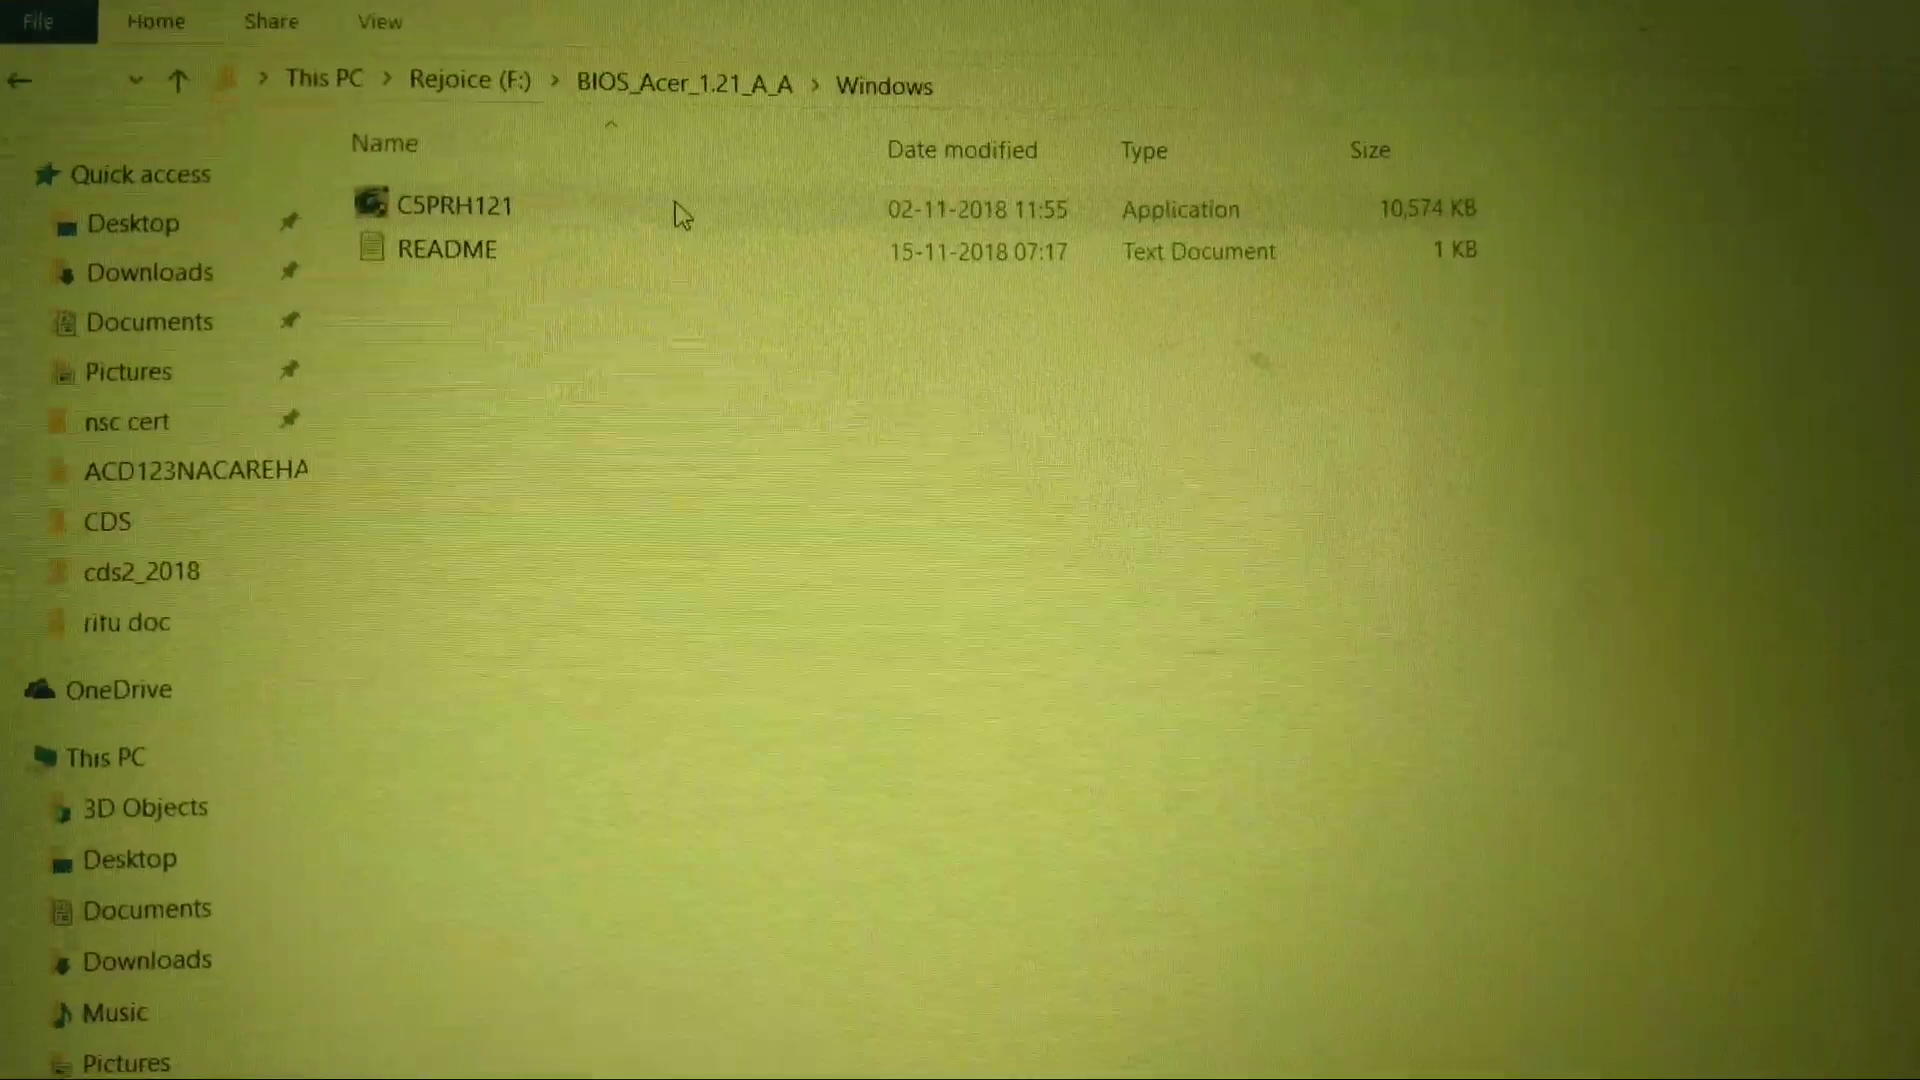 File Home Share View
This PC > Rejoice (F:) > BIOS_Acer_1.21_A_A > Windows
Name Date modified Type Size
C5PRH121 02-11-2018 11:55 Application 10,574 KB
README 15-11-2018 07:17 Text Document 1 KB
Quick access
Desktop
Downloads
Documents
Pictures
nsc cert
ACD123NACAREHA
CDS
cds2_2018
ritu doc
OneDrive
This PC
3D Objects
Desktop
Documents
Downloads
Music
Pictures